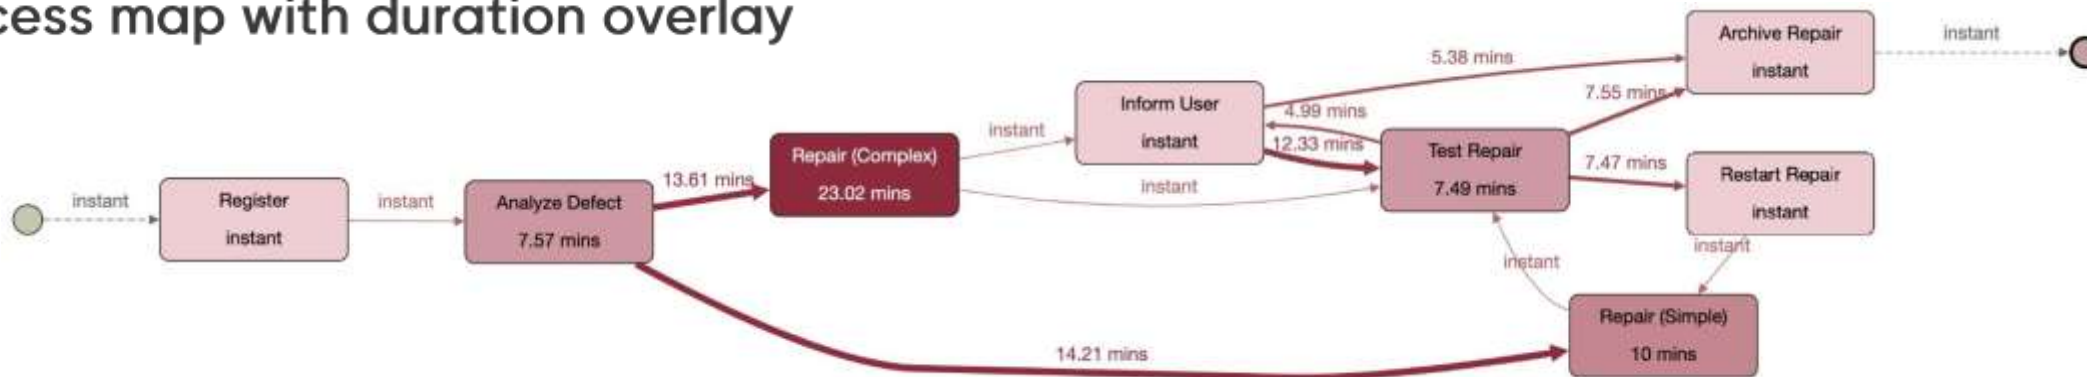 cess map with duration overlay
instant
Register
instant
instant
Analyze Defect
7.57 mins
13.61 mins
Repair (Complex)
23.02 mins
instant
instant
Inform User
instant
5.38 mins
4.99 mins
12.33 mins
Test Repair
7.49 mins
7.55 mins
7.47 mins
Archive Repair
instant
instant
Restart Repair
instant
instant
instant
Repair (Simple)
10 mins
14.21 mins